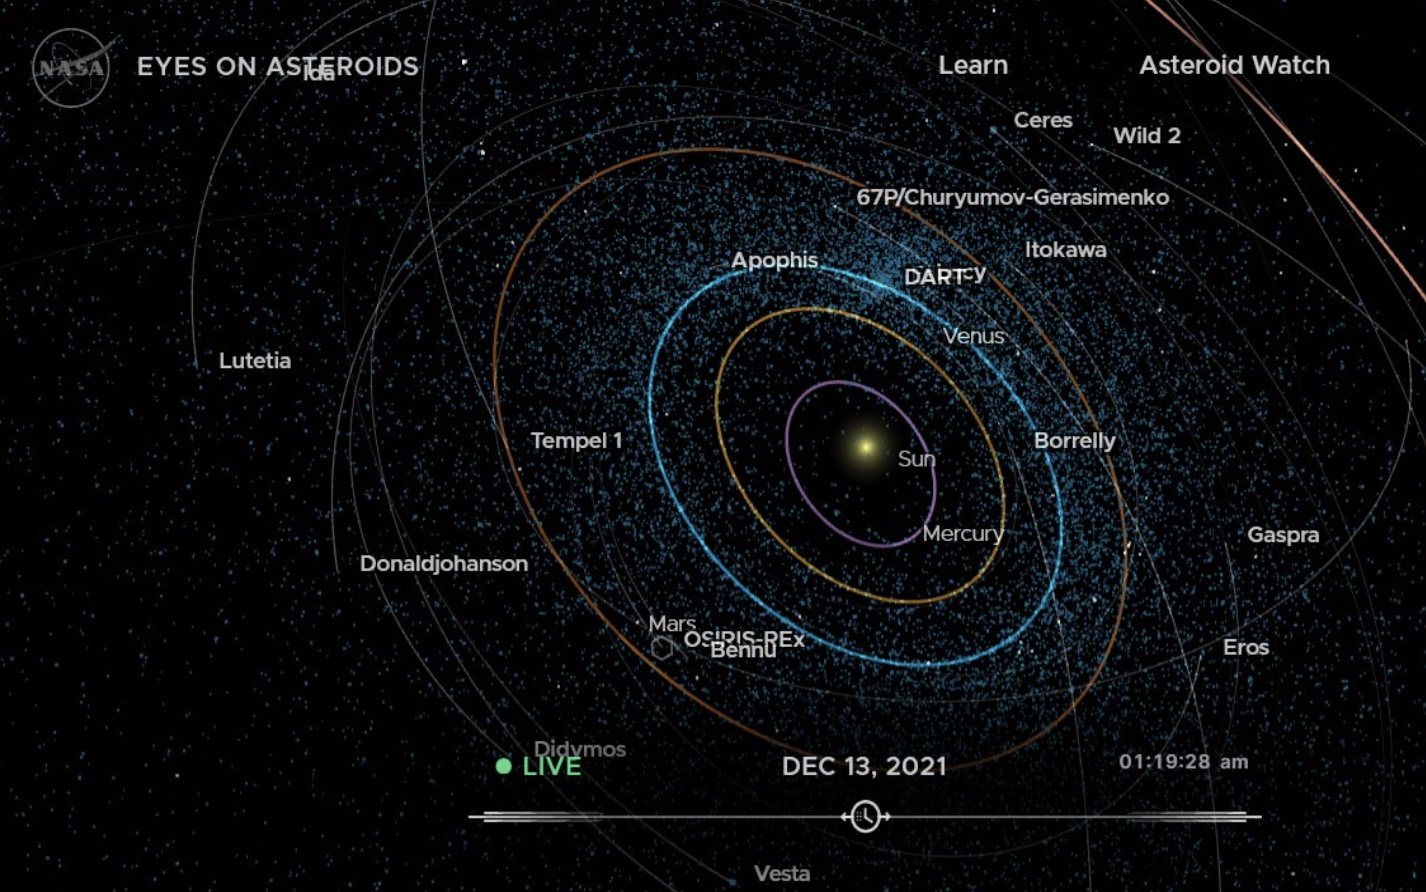 NASA
EYES ON ASTEROIDS
Learn
Asteroid Watch
Ida
Ceres
Wild 2
67P/Churyumov-Gerasimenko
Itokawa
Apophis
DART
Venus
Lutetia
Tempel 1
Borrelly
Sun
Mercury
Gaspra
Donaldjohanson
Mars
OSIRIS-REx
Bennu
Eros
Didymos
LIVE
DEC 13, 2021
01:19:28 am
Vesta